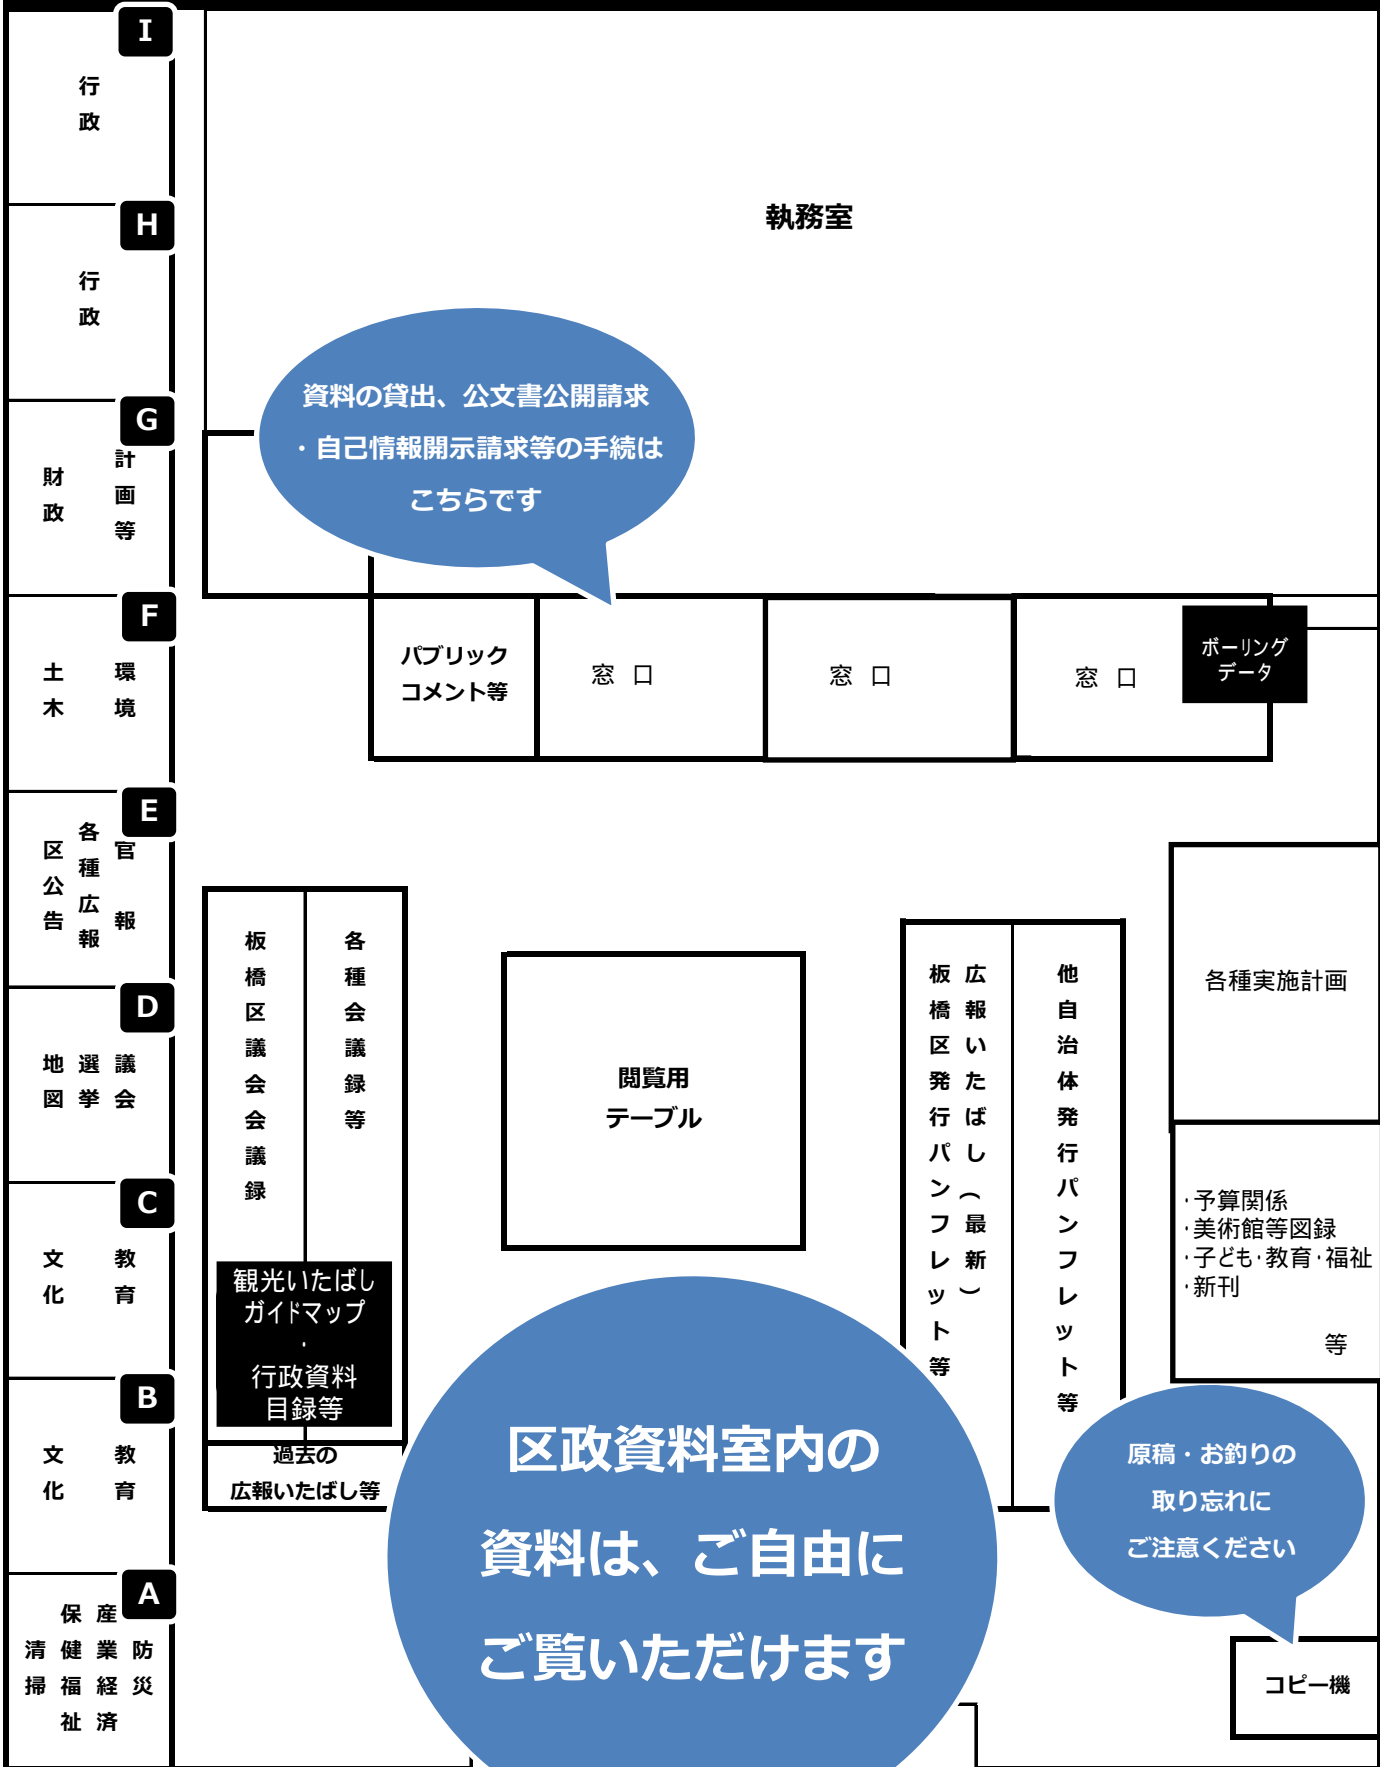 I
行政
H
行政
G
計画等
財政
F
環境
土木
E
官報
各種広報
区公告
D
議会
選挙
地図
C
教育
文化
B
教育
文化
A
防災
産業経済
保健福祉
清掃
執務室
資料の貸出、公文書公開請求
・自己情報開示請求等の手続は
こちらです
パブリック
コメント等
窓 口
窓 口
窓 口
ボーリング
データ
板橋区議会会議録
各種会議録等
観光いたばし
ガイドマップ
・
行政資料
目録等
過去の
広報いたばし等
閲覧用
テーブル
広報いたばし(最新)
板橋区発行パンフレット等
他自治体発行パンフレット等
各種実施計画
・予算関係
・美術館等図録
・子ども・教育・福祉
・新刊
等
区政資料室内の
資料は、ご自由に
ご覧いただけます
原稿・お釣りの
取り忘れに
ご注意ください
コピー機